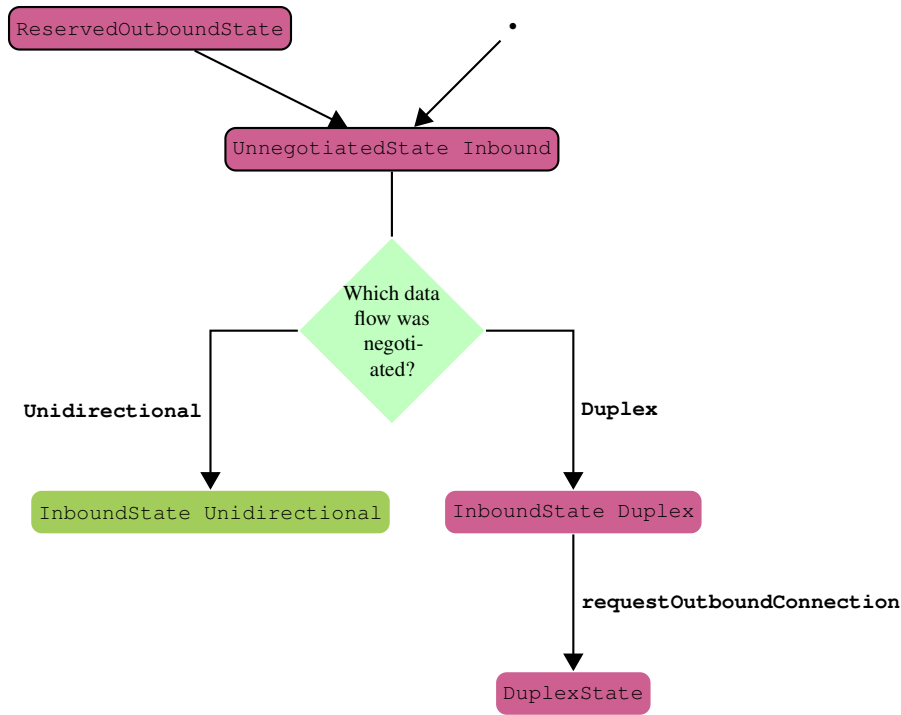 ReservedOutboundState
UnnegotiatedState Inbound
Which data
flow was
negoti-
ated?
Unidirectional
Duplex
InboundState Unidirectional
InboundState Duplex
requestOutboundConnection
DuplexState